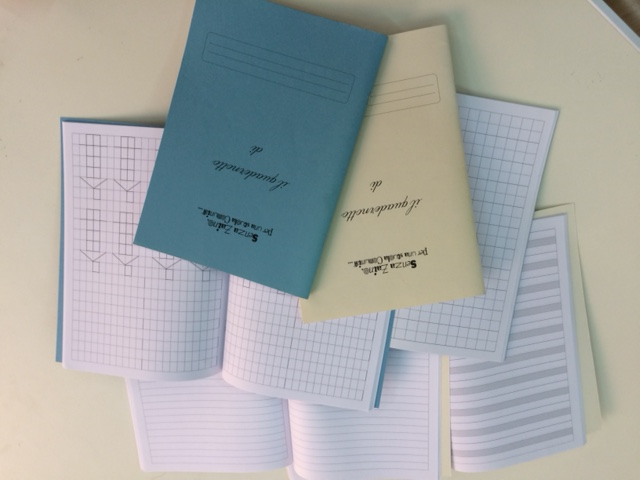 Senza Zaino,
per una scuola Comunità...
il quadernetto
di
Senza Zaino,
per una scuola Comunità...
il quadernetto
di